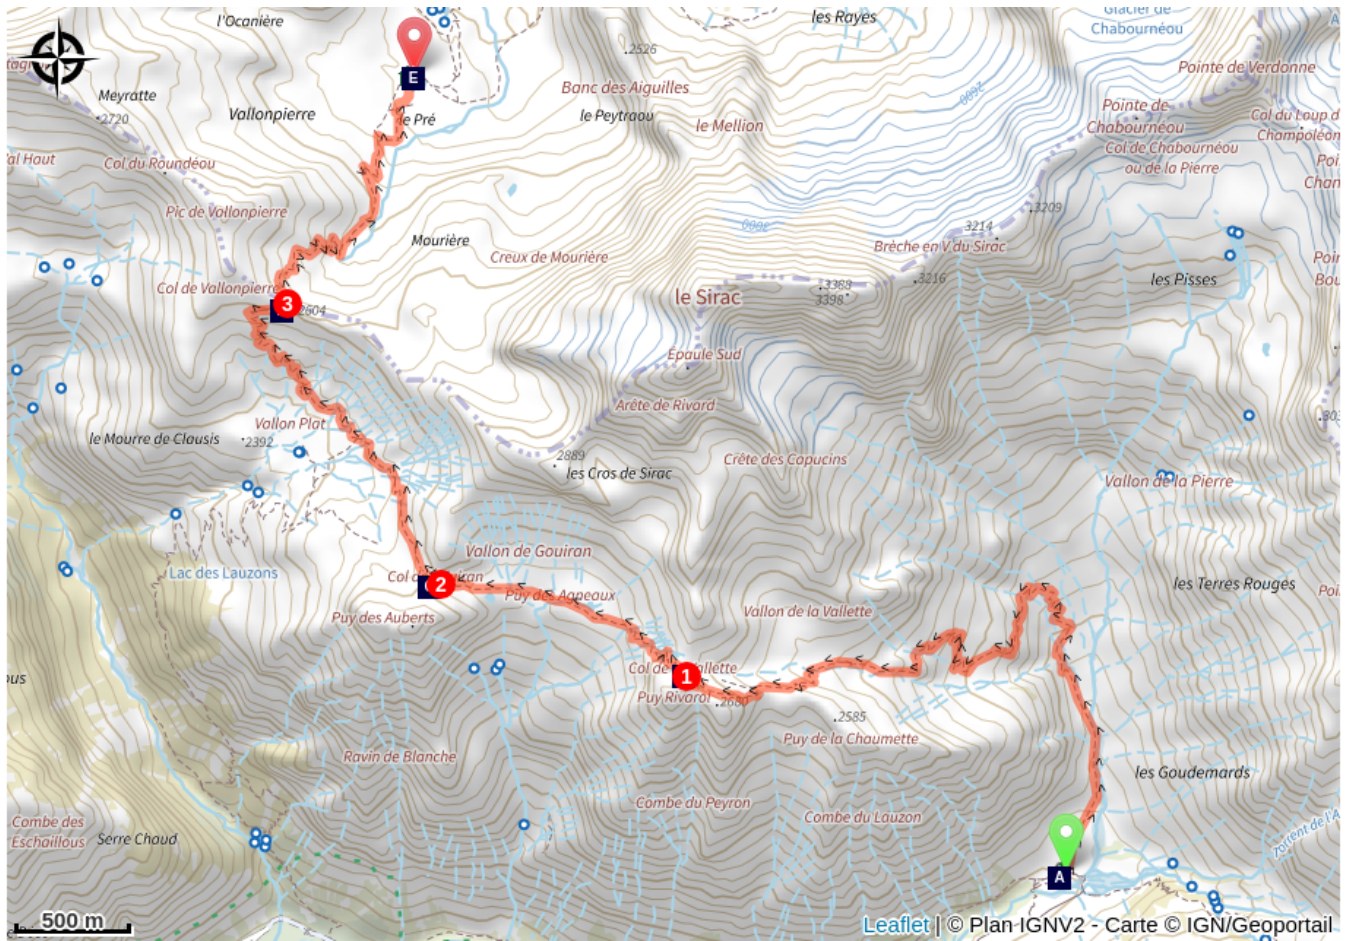 l'Ocanière
les Rayes
Glacier de
Chabournéou
2526
Pointe de Verdonne
Meyratte
2720
Vallonpierre
Banc des Aiguilles
le Peytraou
le Mellion
2600
Pointe de
Chabournéou
Col du Loup d
Champoléon
E
le Pré
Col du Roundéou
Col de Chabournéou
ou de la Pierre
Pic de Vallonpierre
3600
3214
3209
Mourière
Creux de Mourière
Brèche en V du Sirac
Col de Vallonpierre
3
2604
le Sirac
3388
3398
3216
les Pisses
Épaule Sud
Arête de Rivard
Vallon Plat
le Mourre de Clausis
2392
2889
les Cros de Sirac
Crête des Capucins
Vallon de la Pierre
Vallon de Gouiran
Lac des Lauzons
2
Puy des Agneaux
Puy des Auberts
Vallon de la Vallette
les Terres Rouges
1
Puy Rivarol
2680
2585
Puy de la Chaumette
Ravin de Blanche
les Goudemards
Combe du Peyron
Combe du Lauzon
Combe des
Eschaillous
Serre Chaud
A
500 m
Leaflet | © Plan IGNV2 - Carte © IGN/Geoportail